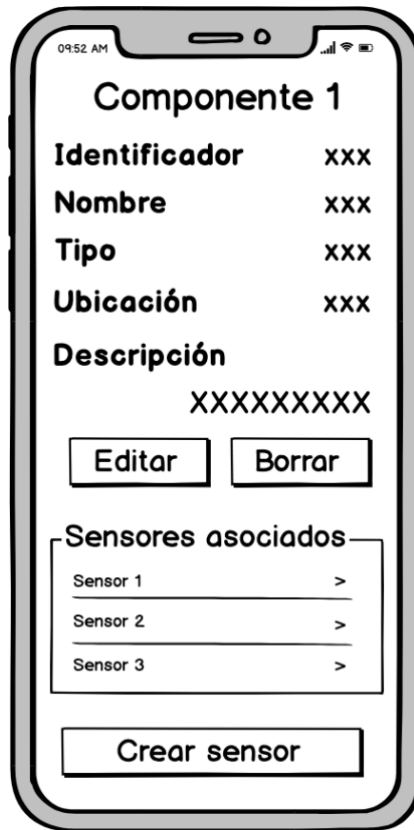 09:52 AM
Componente 1
Identificador xxx
Nombre xxx
Tipo xxx
Ubicación xxx
Descripción
XXXXXXXXX
Editar Borrar
Sensores asociados
Sensor 1 >
Sensor 2 >
Sensor 3 >
Crear sensor